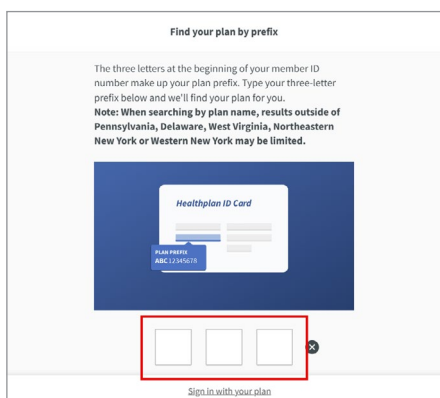 Find your plan by prefix
The three letters at the beginning of your member ID
number make up your plan prefix. Type your three-letter
prefix below and we'll find your plan for you.
Note: When searching by plan name, results outside of
Pennsylvania, Delaware, West Virginia, Northeastern
New York or Western New York may be limited.
Healthplan ID Card
PLAN PREFIX
ABC 12345678
Sign in with your plan